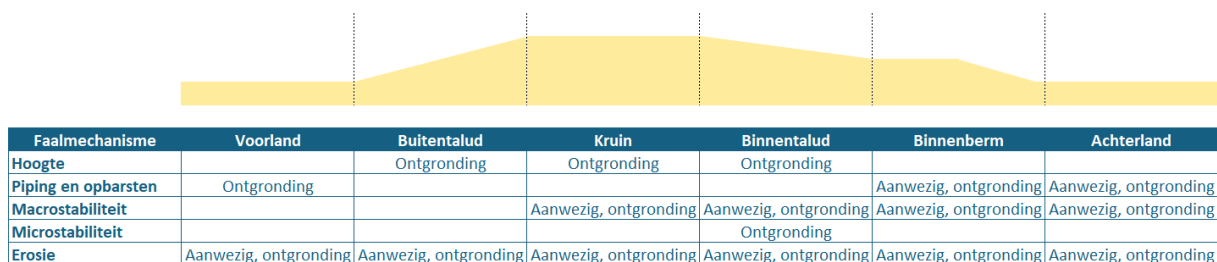 Faalmechanisme Voorland Buitentalud Kruin Binnentalud Binnenberm Achterland
Hoogte Ontgronding Ontgronding Ontgronding
Piping en opbarsten Ontgronding Aanwezig, ontgronding Aanwezig, ontgronding
Macrostabiliteit Aanwezig, ontgronding Aanwezig, ontgronding Aanwezig, ontgronding Aanwezig, ontgronding
Microstabiliteit Ontgronding
Erosie Aanwezig, ontgronding Aanwezig, ontgronding Aanwezig, ontgronding Aanwezig, ontgronding Aanwezig, ontgronding Aanwezig, ontgronding